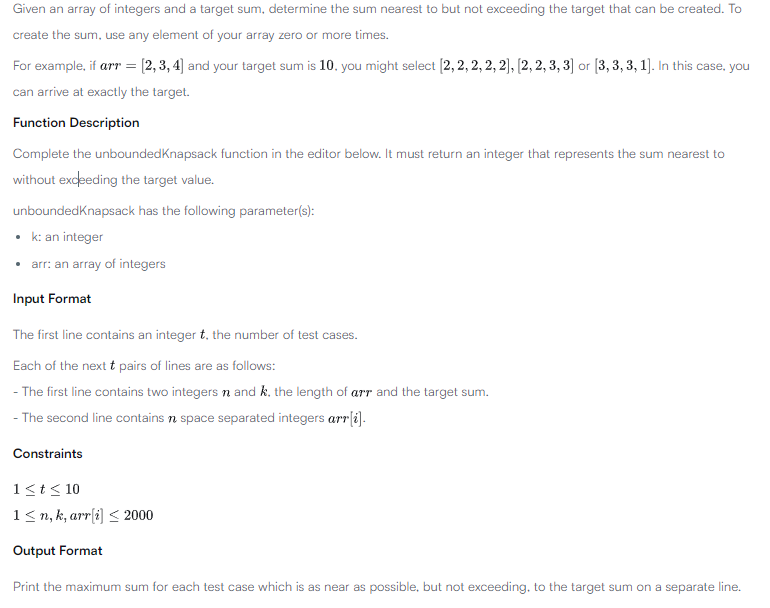 Given an array of integers and a target sum, determine the sum nearest to but not exceeding the target that can be created. To
create the sum, use any element of your array zero or more times.
For example, if arr = [2, 3, 4] and your target sum is 10, you might select [2, 2, 2, 2, 2], [2, 2, 3, 3] or [3, 3, 3, 1]. In this case, you
can arrive at exactly the target.
Function Description
Complete the unboundedKnapsack function in the editor below. It must return an integer that represents the sum nearest to
without exceeding the target value.
unboundedKnapsack has the following parameter(s):
• k: an integer
• arr: an array of integers
Input Format
The first line contains an integer t, the number of test cases.
Each of the next t pairs of lines are as follows:
- The first line contains two integers n and k, the length of arr and the target sum.
- The second line contains n space separated integers arr[i].
Constraints
1 ≤ t ≤ 10
1 ≤ n, k, arr[i] ≤ 2000
Output Format
Print the maximum sum for each test case which is as near as possible, but not exceeding, to the target sum on a separate line.